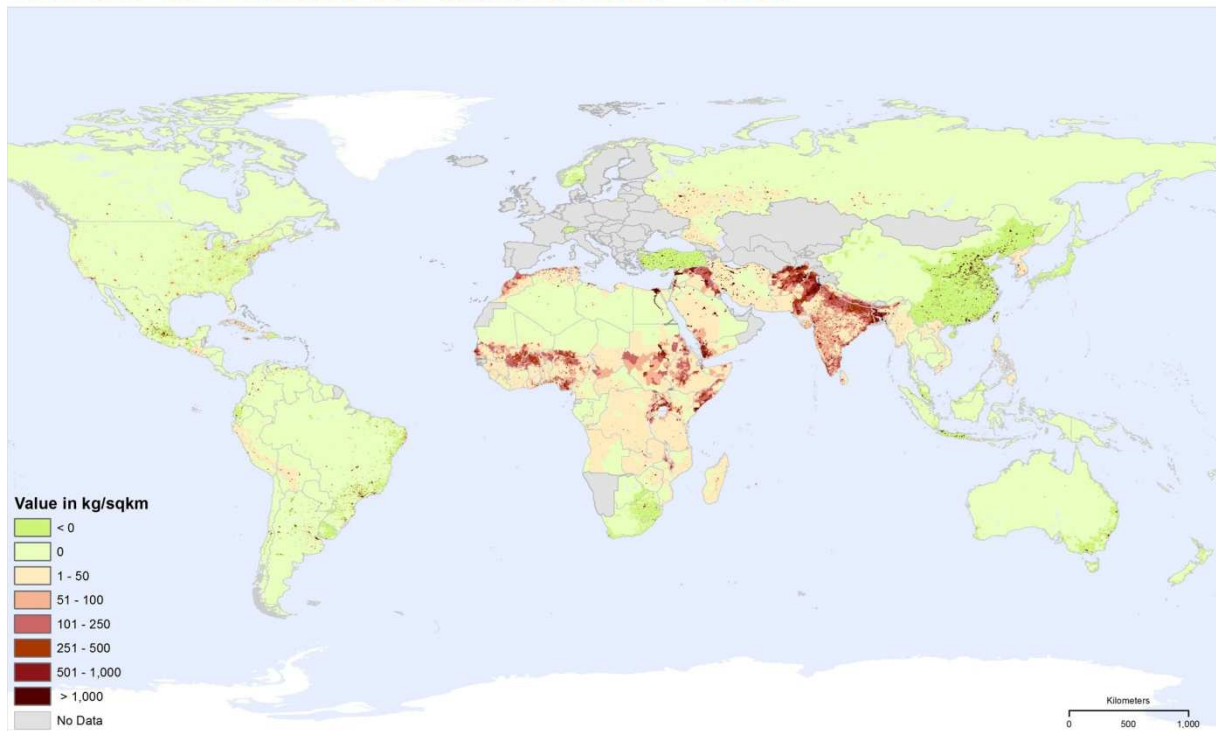 Value in kg/sqkm
< 0
0
1 - 50
51 - 100
101 - 250
251 - 500
501 - 1,000
> 1,000
No Data
Kilometers
0 500 1,000